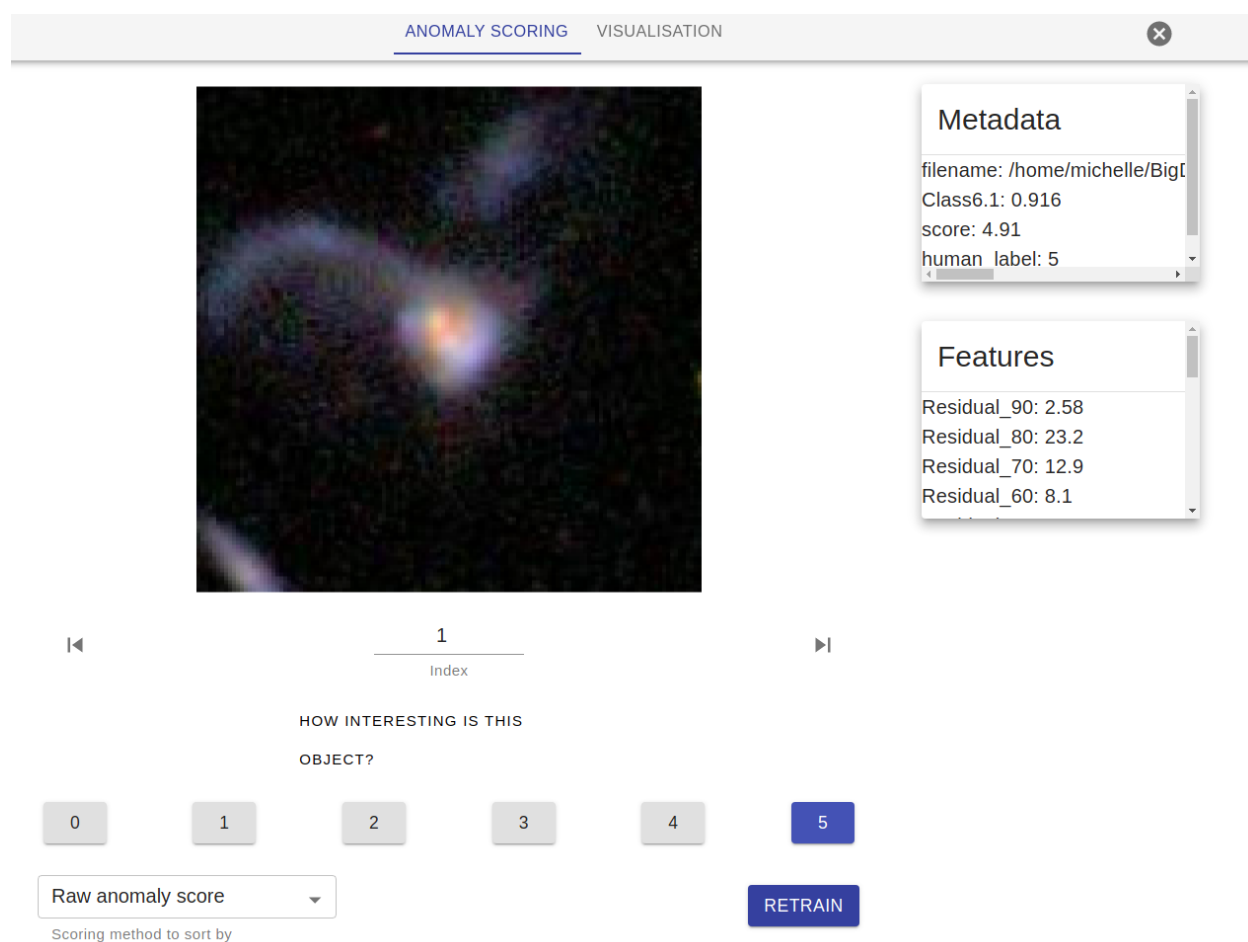 ANOMALY SCORING VISUALISATION
Metadata
filename: /home/michelle/BigD
Class6.1: 0.916
score: 4.91
human_label: 5
Features
Residual_90: 2.58
Residual_80: 23.2
Residual_70: 12.9
Residual_60: 8.1
1
Index
HOW INTERESTING IS THIS
OBJECT?
0 1 2 3 4 5
Raw anomaly score
RETRAIN
Scoring method to sort by